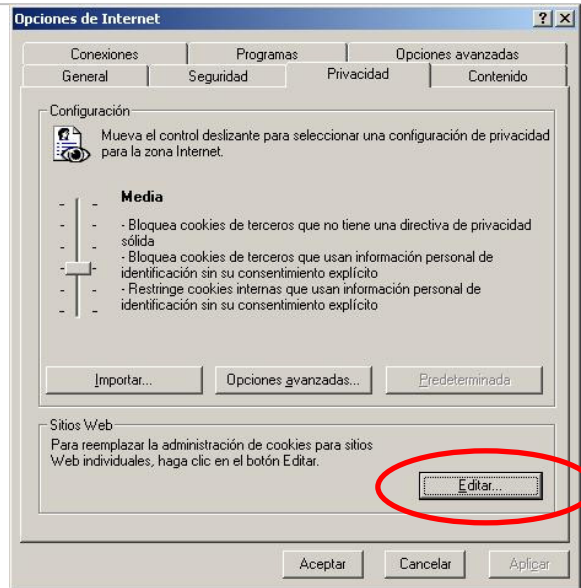 Opciones de Internet
Conexiones Programas Opciones avanzadas
General Seguridad Privacidad Contenido
Configuración
Mueva el control deslizante para seleccionar una configuración de privacidad
para la zona Internet.
Media
- Bloquea cookies de terceros que no tiene una directiva de privacidad
sólida
- Bloquea cookies de terceros que usan información personal de
identificación sin su consentimiento explícito
- Restringe cookies internas que usan información personal de
identificación sin su consentimiento explícito
Importar... Opciones avanzadas... Predeterminada
Sitios Web
Para reemplazar la administración de cookies para sitios
Web individuales, haga clic en el botón Editar.
Editar...
Aceptar Cancelar Aplicar